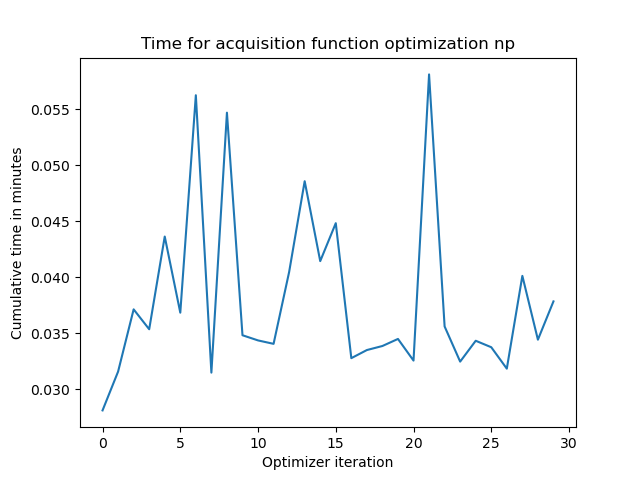 Time for acquisition function optimization np
Cumulative time in minutes
0.055
0.050
0.045
0.040
0.035
0.030
0 5 10 15 20 25 30
Optimizer iteration